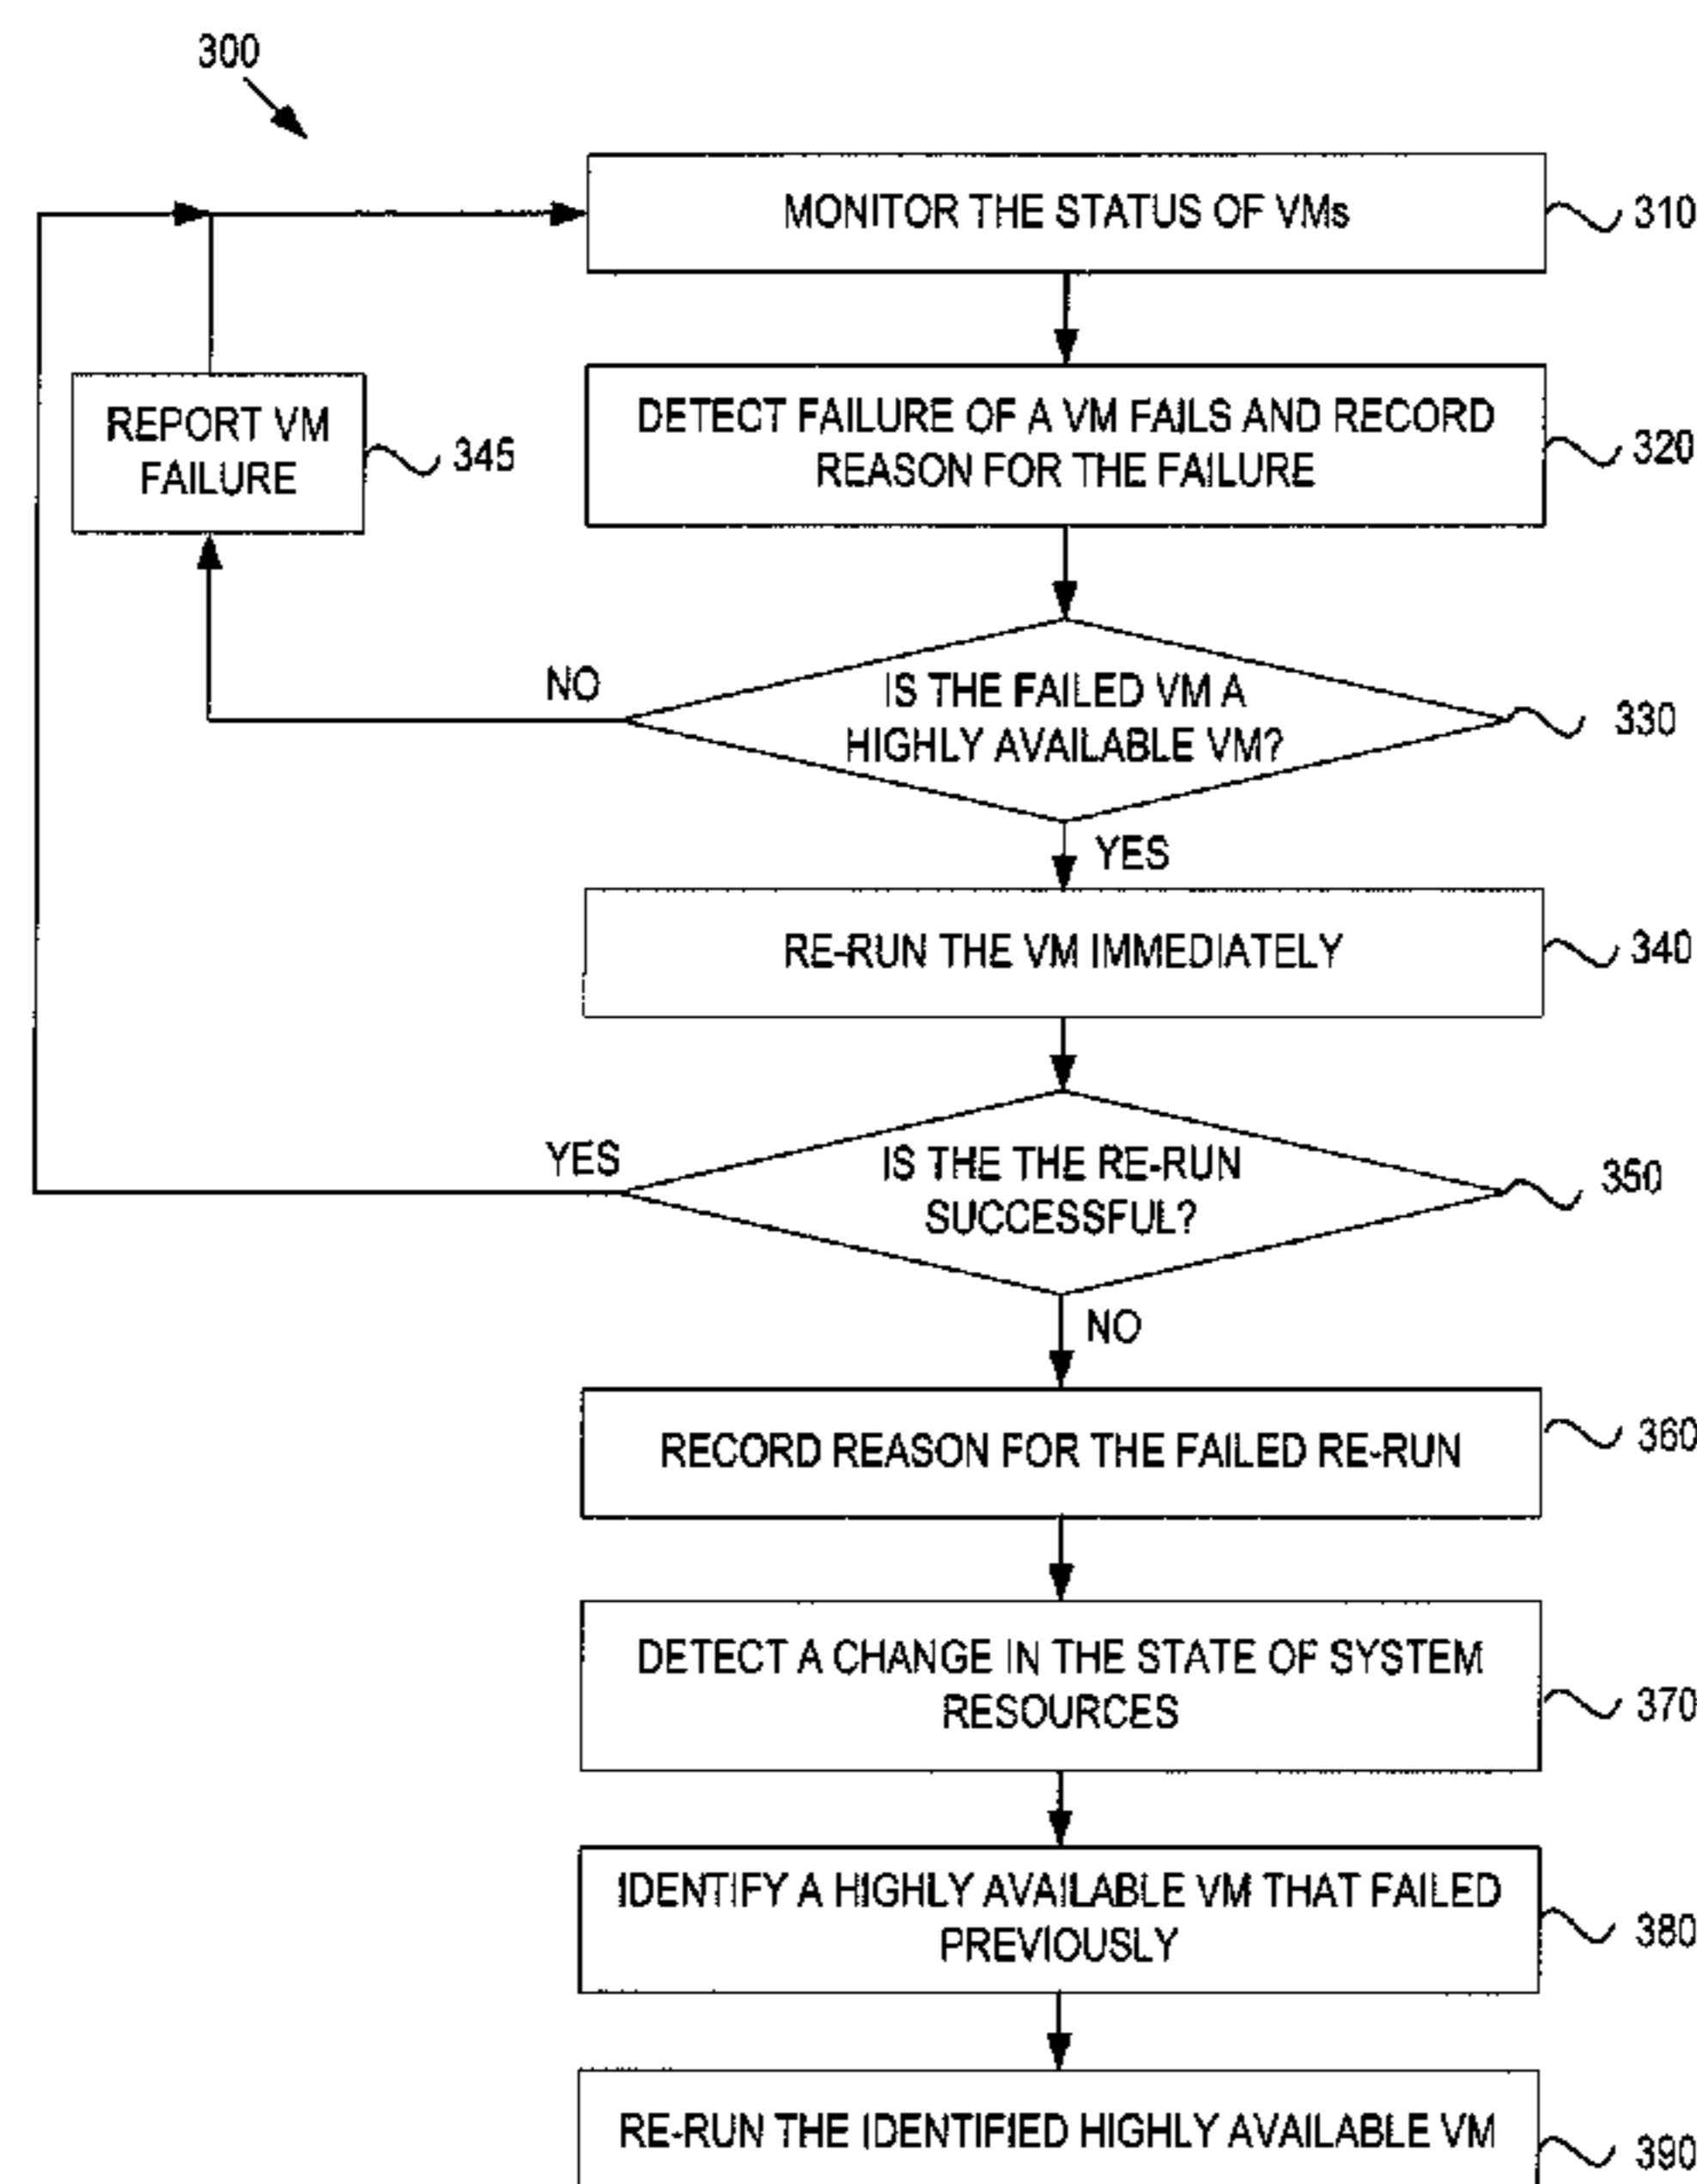 300
MONITOR THE STATUS OF VMs
310
REPORT VM
FAILURE
345
DETECT FAILURE OF A VM FAILS AND RECORD
REASON FOR THE FAILURE
320
NO
IS THE FAILED VM A
HIGHLY AVAILABLE VM?
330
YES
RE-RUN THE VM IMMEDIATELY
340
YES
IS THE THE RE-RUN
SUCCESSFUL?
350
NO
RECORD REASON FOR THE FAILED RE-RUN
360
DETECT A CHANGE IN THE STATE OF SYSTEM
RESOURCES
370
IDENTIFY A HIGHLY AVAILABLE VM THAT FAILED
PREVIOUSLY
380
RE-RUN THE IDENTIFIED HIGHLY AVAILABLE VM
390